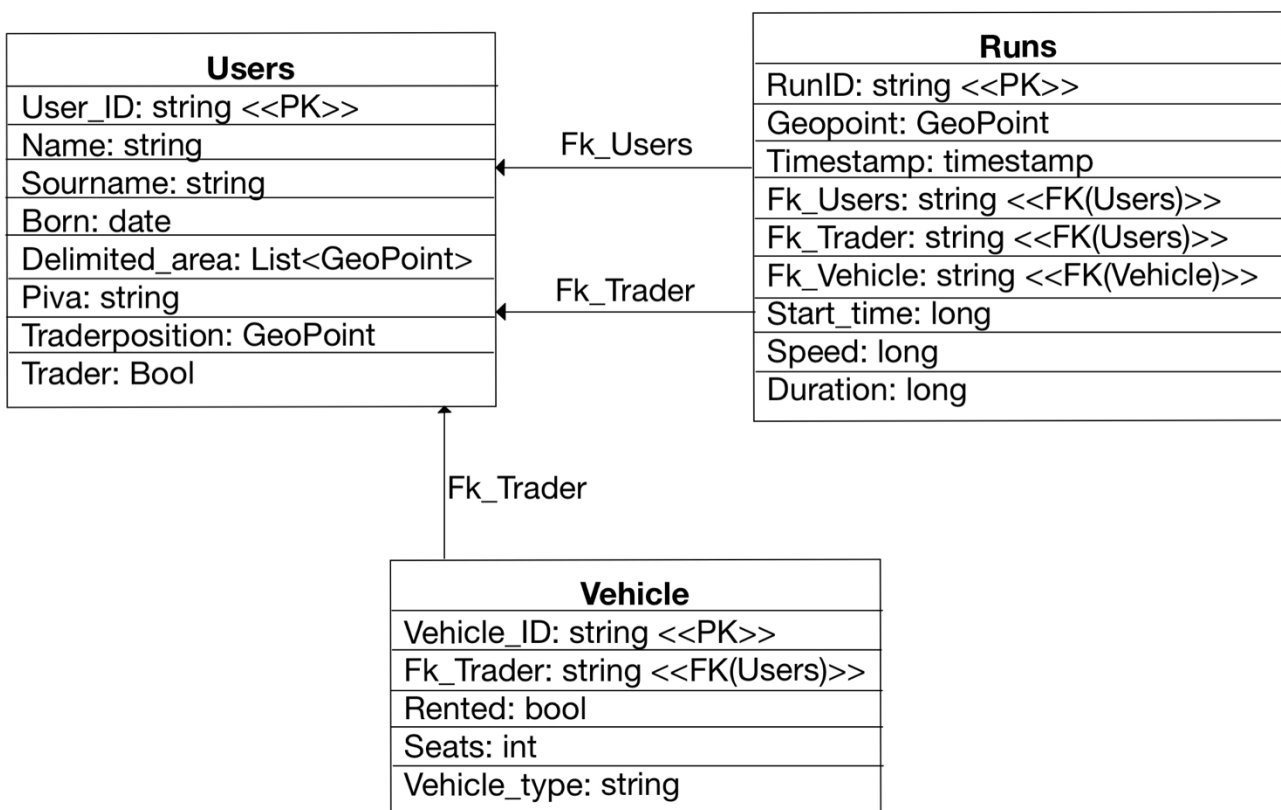 Users
User_ID: string <<PK>>
Name: string
Sourname: string
Born: date
Delimited_area: List<GeoPoint>
Piva: string
Traderposition: GeoPoint
Trader: Bool
Fk_Users
Fk_Trader
Runs
RunID: string <<PK>>
Geopoint: GeoPoint
Timestamp: timestamp
Fk_Users: string <<FK(Users)>>
Fk_Trader: string <<FK(Users)>>
Fk_Vehicle: string <<FK(Vehicle)>>
Start_time: long
Speed: long
Duration: long
Fk_Trader
Vehicle
Vehicle_ID: string <<PK>>
Fk_Trader: string <<FK(Users)>>
Rented: bool
Seats: int
Vehicle_type: string